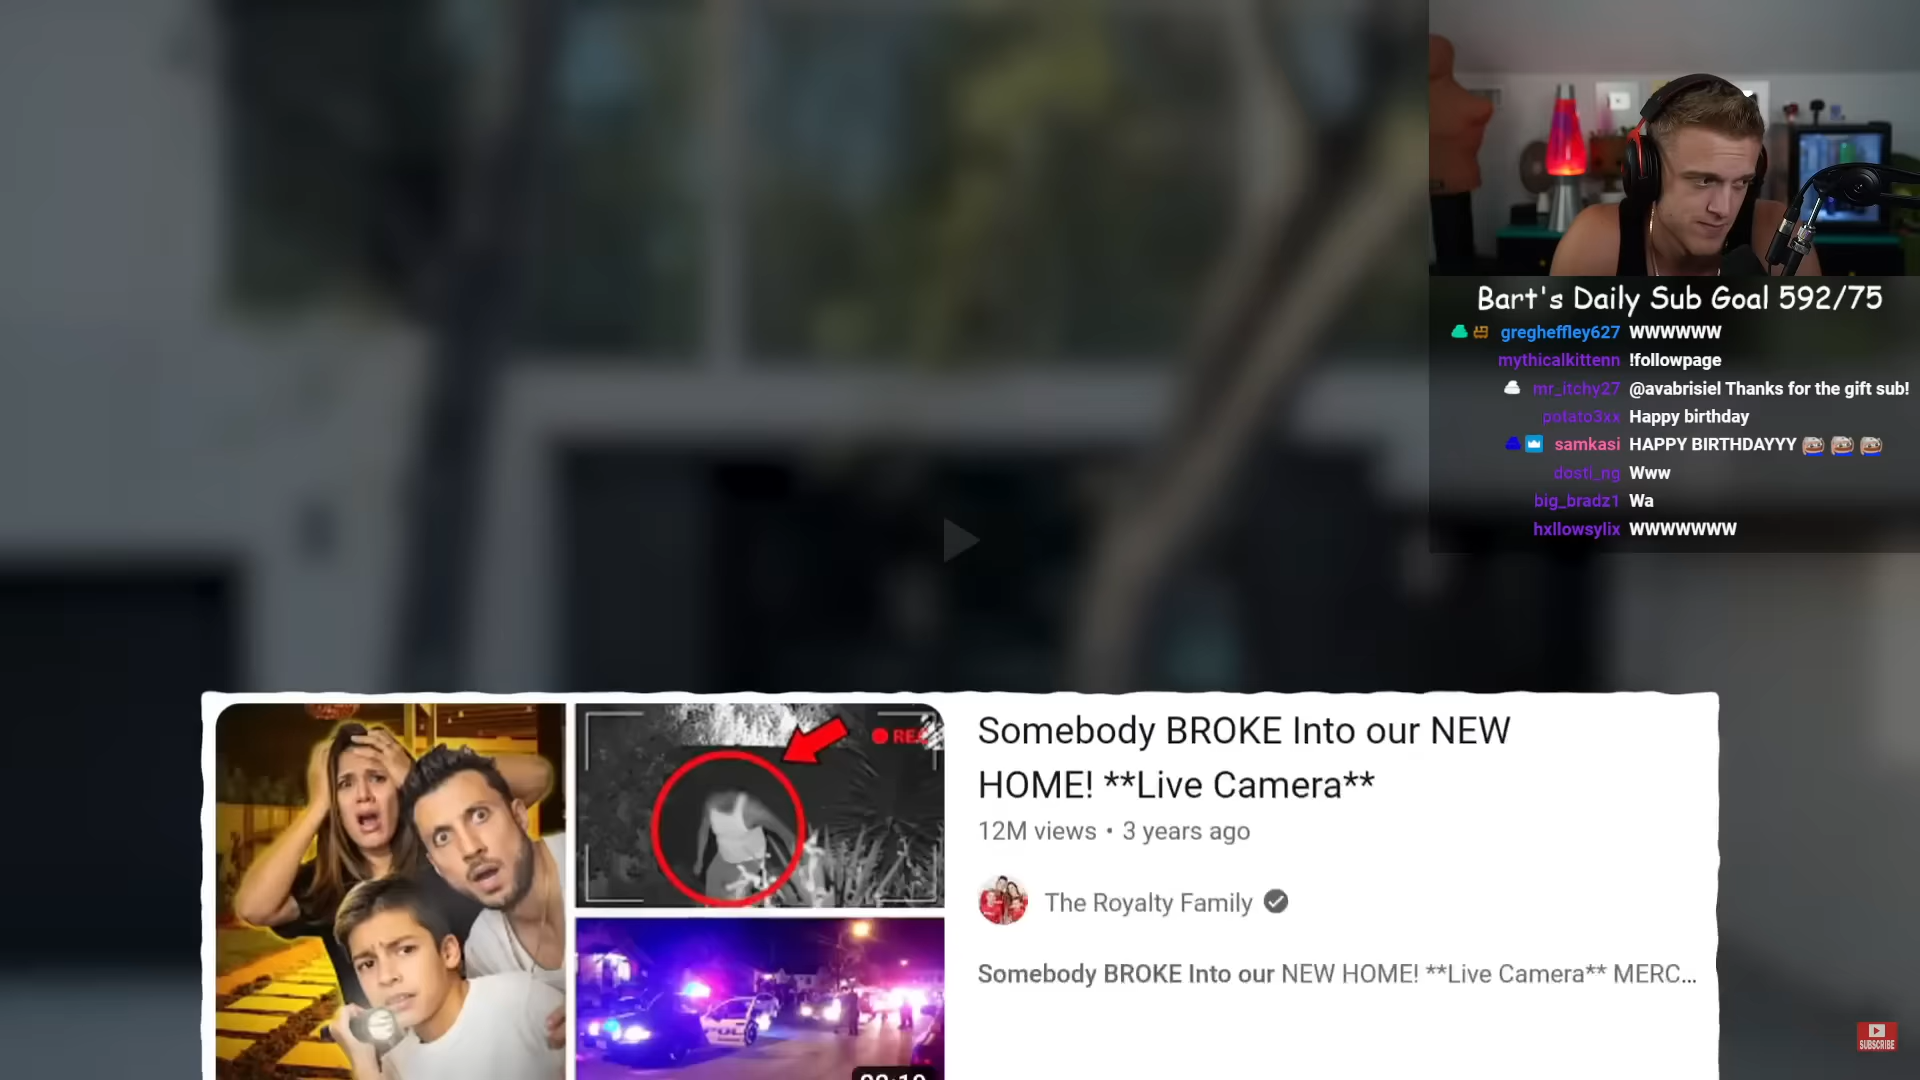 Bart's Daily Sub Goal 592/75
gregheffley627 WWWWWW
mythicalkittenn !followpage
mr_itchy27 @avabrisiel Thanks for the gift sub!
potato3xx Happy birthday
samkasi HAPPY BIRTHDAYYY
dosti_ng Www
big_bradz1 Wa
hxllowsylix WWWWWWW
REC
Somebody BROKE Into our NEW
HOME! **Live Camera**
12M views • 3 years ago
The Royalty Family
Somebody BROKE Into our NEW HOME! **Live Camera** MERC...
SUBSCRIBE